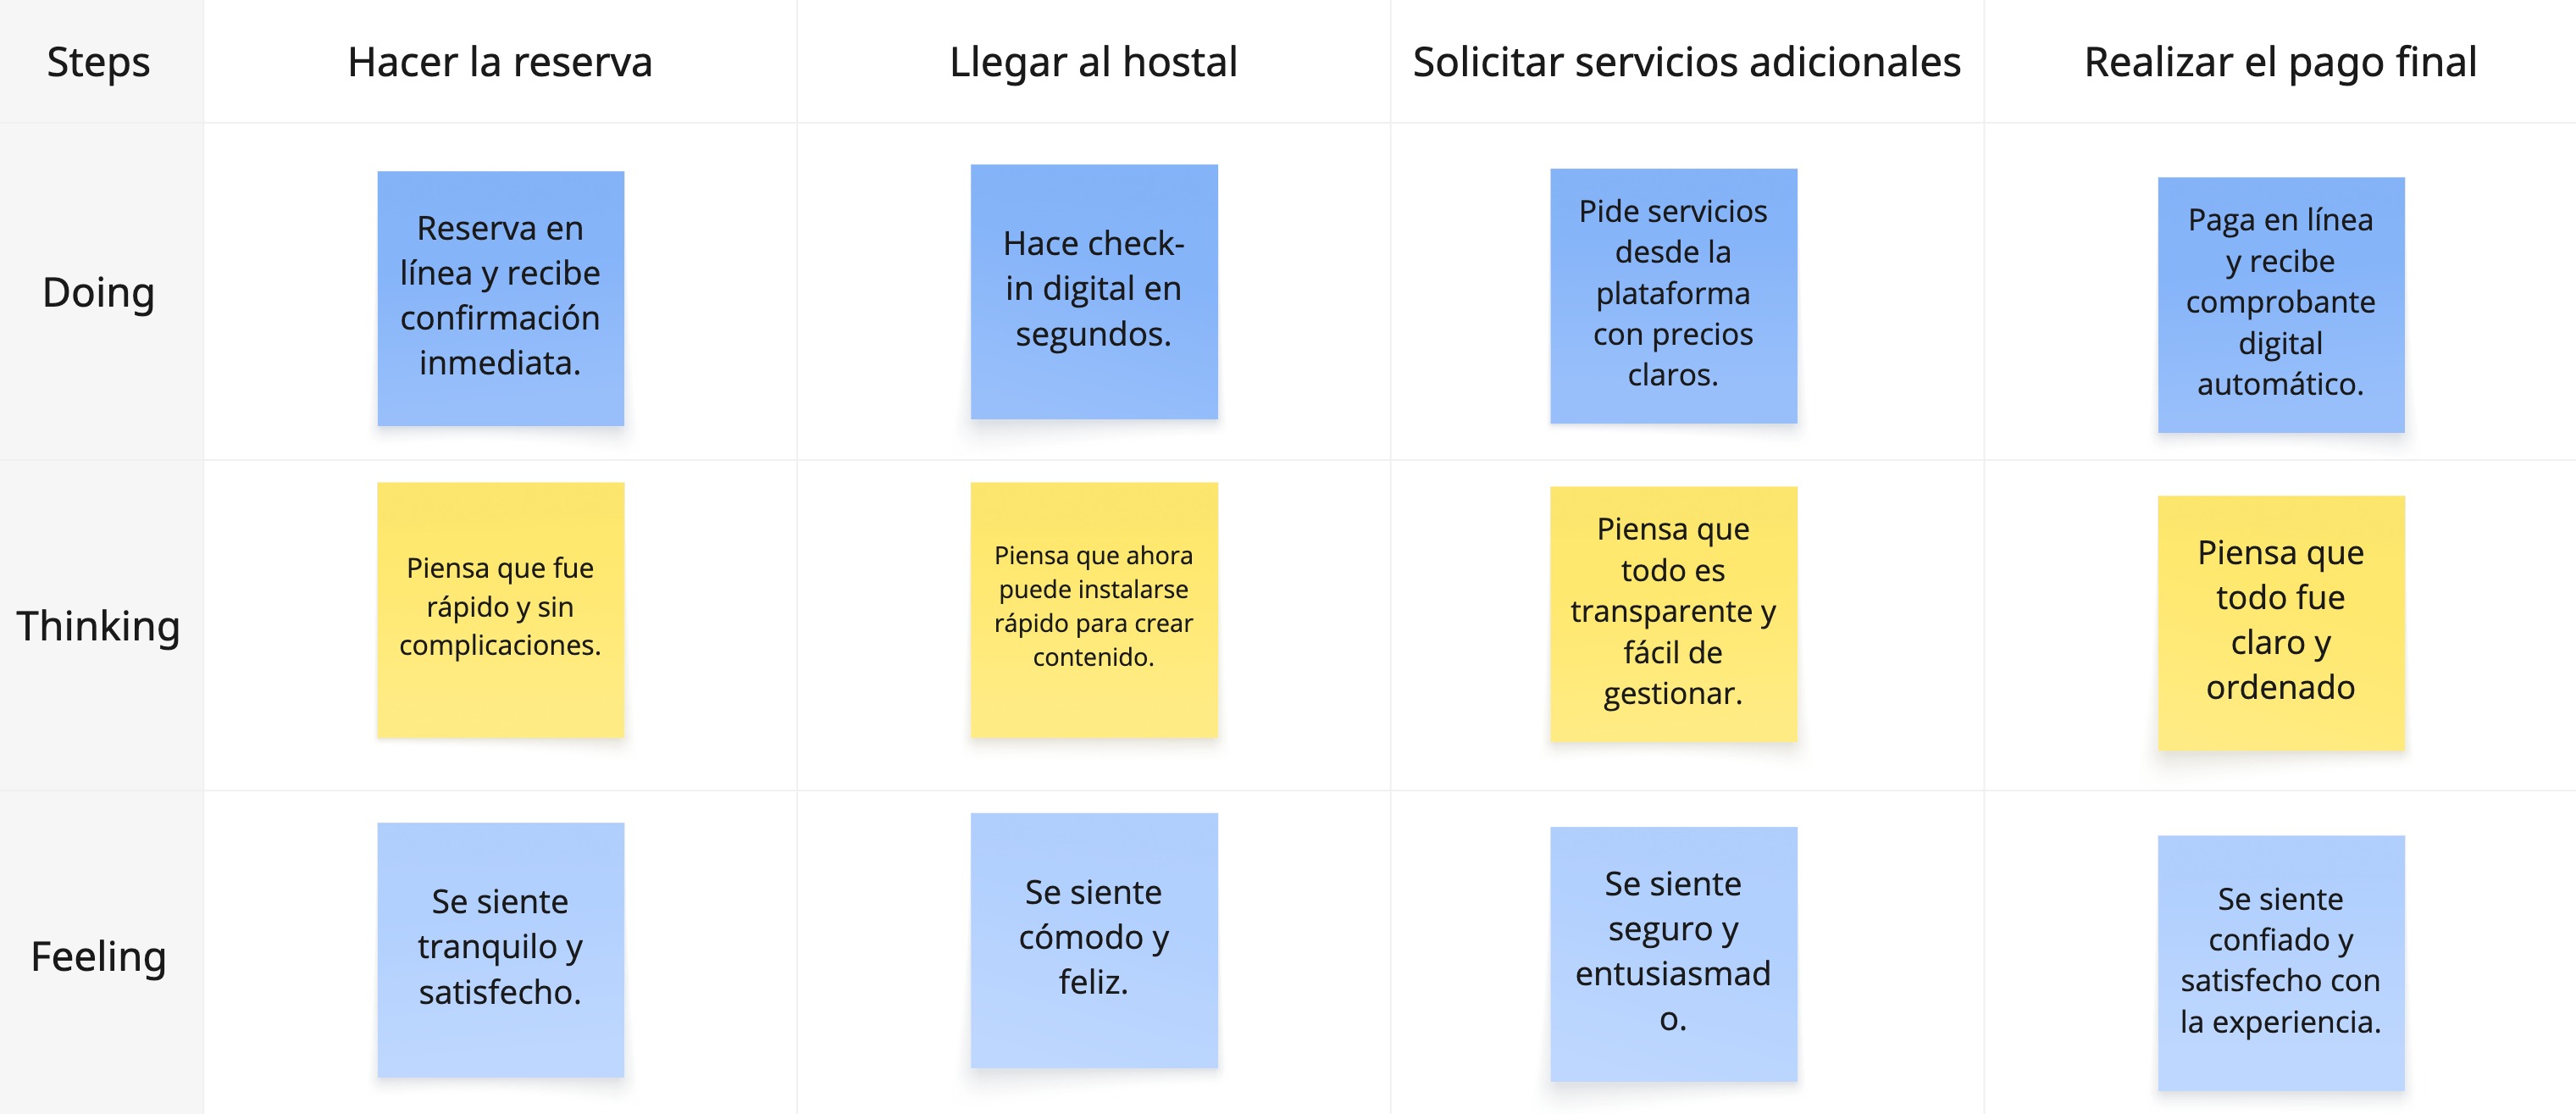 Steps
Hacer la reserva
Llegar al hostal
Solicitar servicios adicionales
Realizar el pago final
Doing
Reserva en
línea y recibe
confirmación
inmediata.
Hace check-
in digital en
segundos.
Pide servicios
desde la
plataforma
con precios
claros.
Paga en línea
y recibe
comprobante
digital
automático.
Thinking
Piensa que fue
rápido y sin
complicaciones.
Piensa que ahora
puede instalarse
rápido para crear
contenido.
Piensa que
todo es
transparente y
fácil de
gestionar.
Piensa que
todo fue
claro y
ordenado
Feeling
Se siente
tranquilo y
satisfecho.
Se siente
cómodo y
feliz.
Se siente
seguro y
entusiasmad
o.
Se siente
confiado y
satisfecho con
la experiencia.